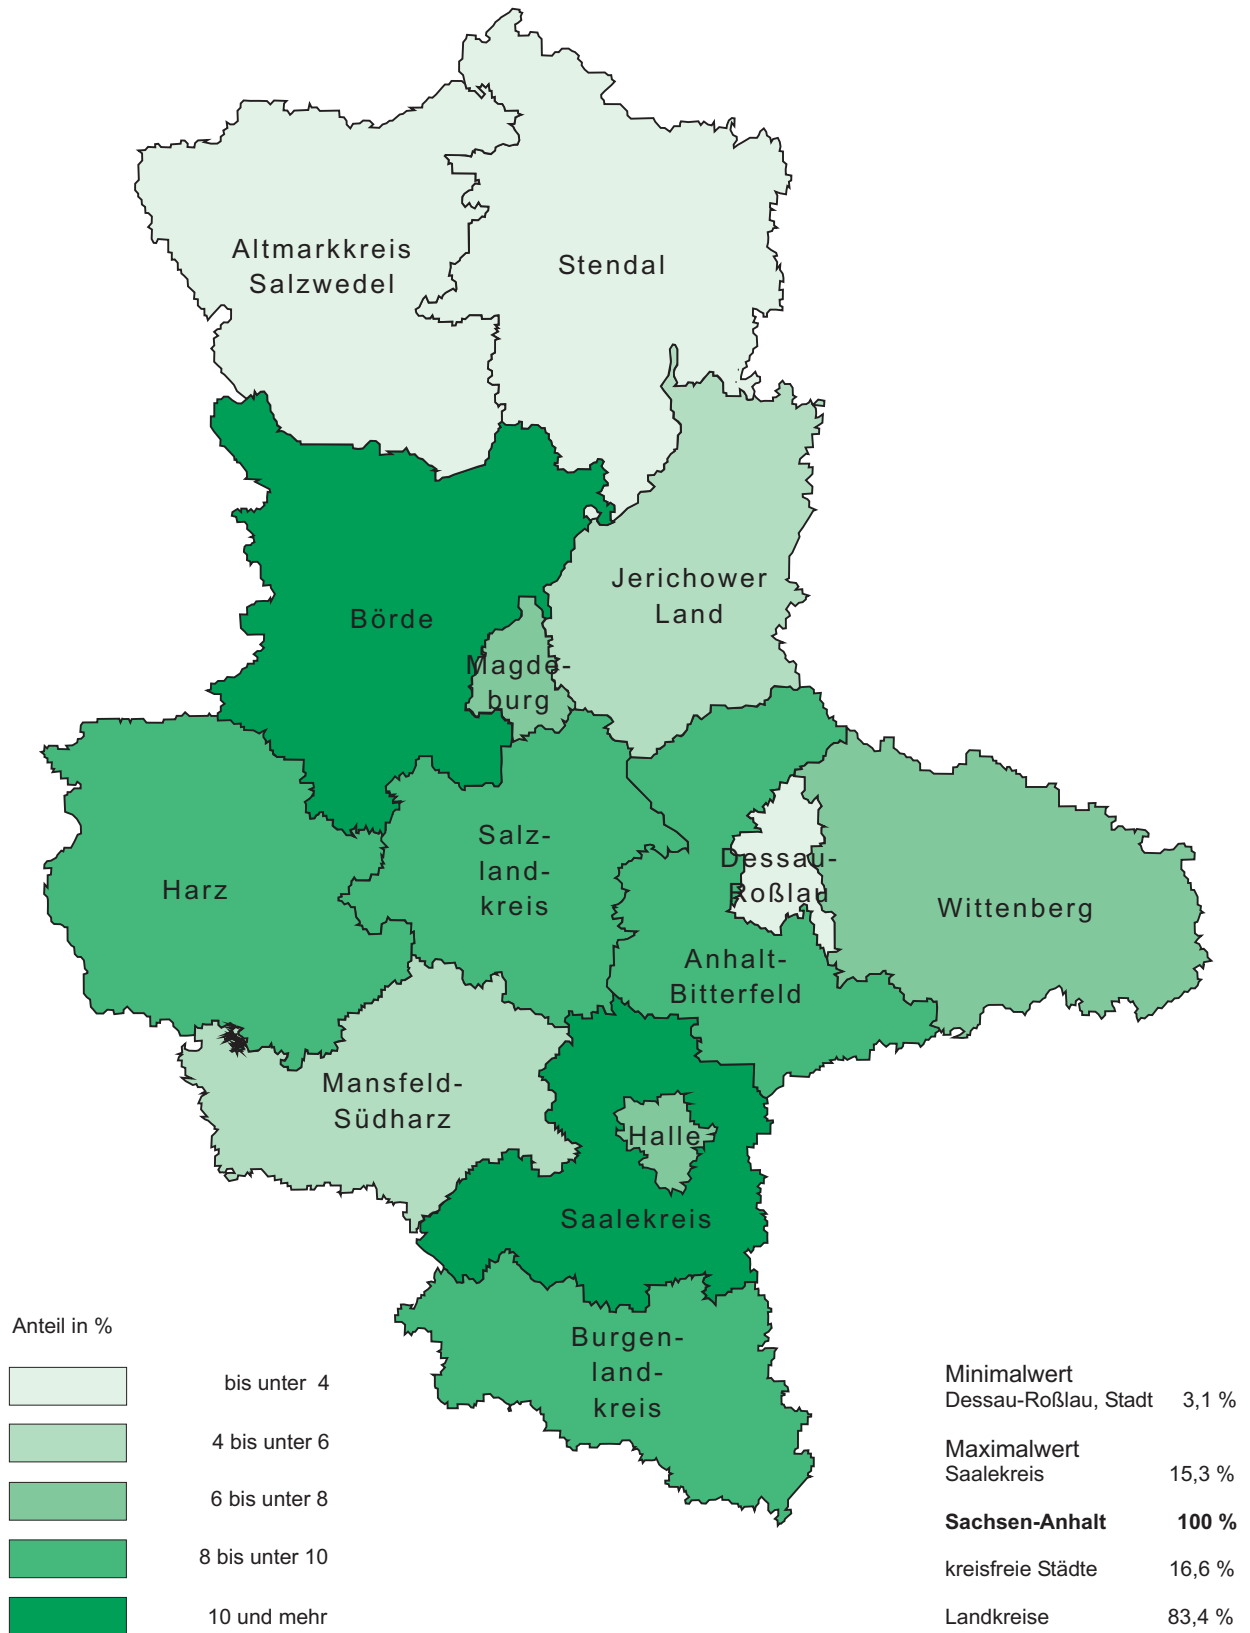 Altmarkkreis
Salzwedel
Stendal
Jerichower
Land
Börde
Magde-
burg
Salz-
land-
kreis
Dessau-
Roßlau
Harz
Wittenberg
Anhalt-
Bitterfeld
Mansfeld-
Südharz
Halle
Saalekreis
Burgen-
land-
kreis
Anteil in %
bis unter 4
4 bis unter 6
6 bis unter 8
8 bis unter 10
10 und mehr
Minimalwert
Dessau-Roßlau, Stadt 3,1 %
Maximalwert
Saalekreis 15,3 %
Sachsen-Anhalt 100 %
kreisfreie Städte 16,6 %
Landkreise 83,4 %